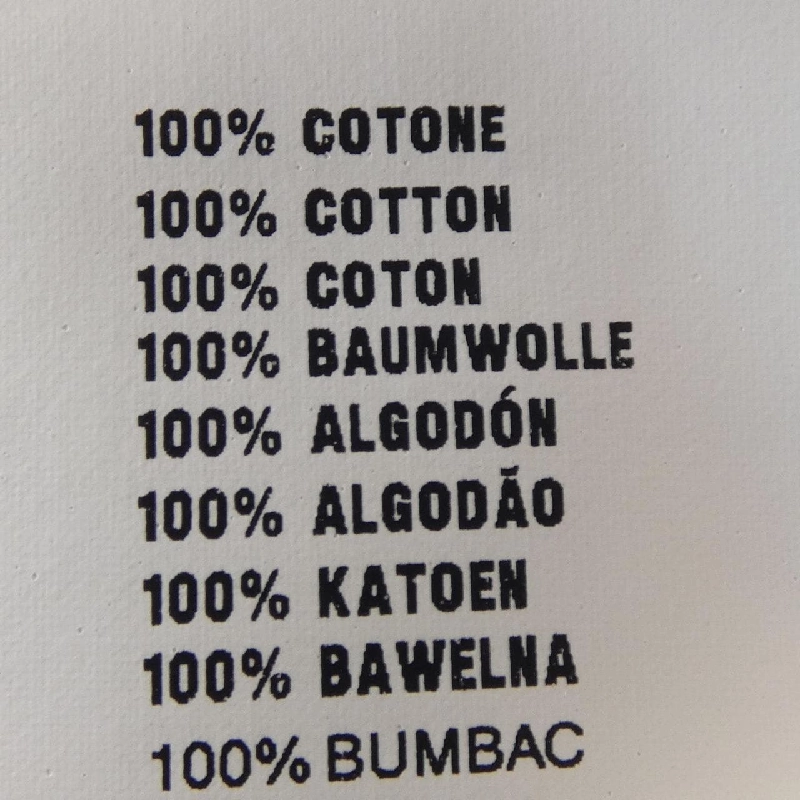 100% COTONE
100% COTTON
100% COTON
100% BAUMWOLLE
100% ALGODÓN
100% ALGODÃO
100% KATOEN
100% BAWELNA
100% BUMBAC